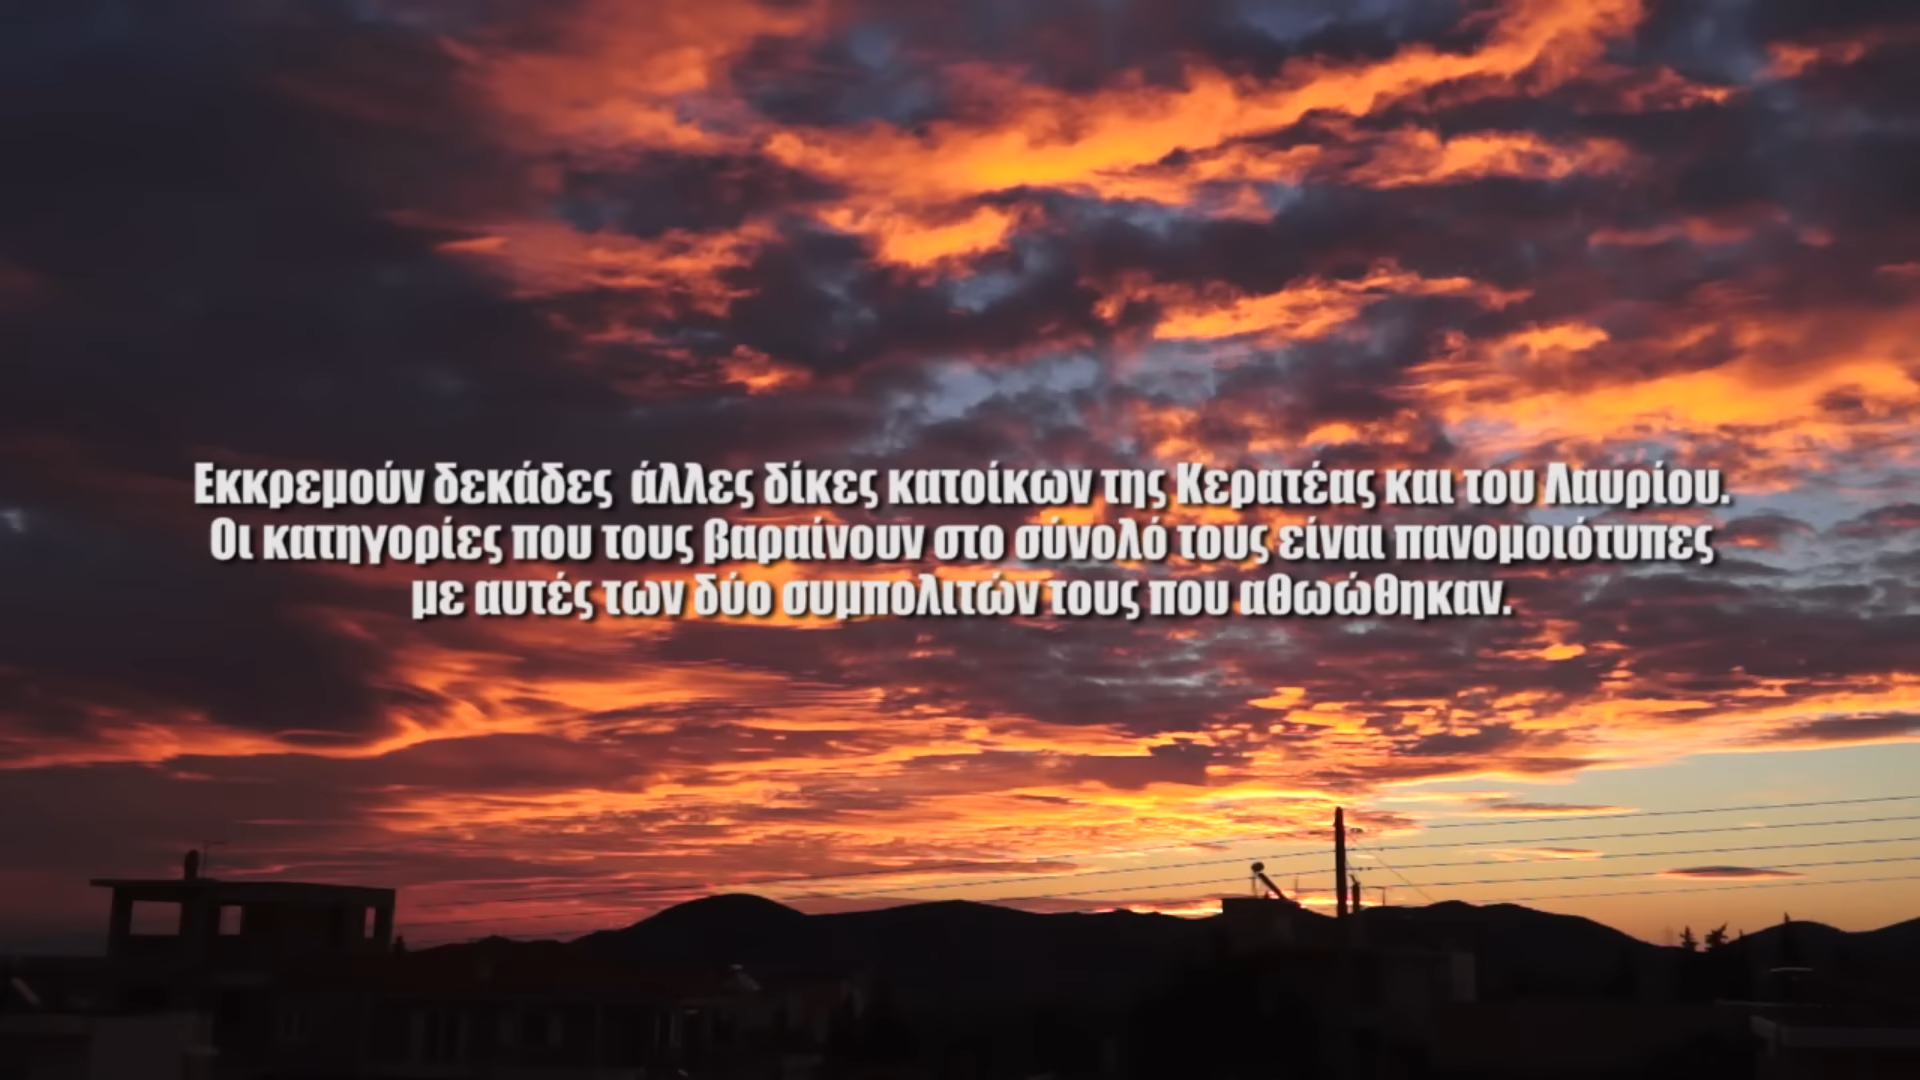 Εκκρεμούν δεκάδες άλλες δίκες κατοίκων της Κερατέας και του Λαυρίου.
Οι κατηγορίες που τους βαραίνουν στο σύνολό τους είναι πανομοιότυπες
με αυτές των δύο συμπολιτών τους που αθωώθηκαν.